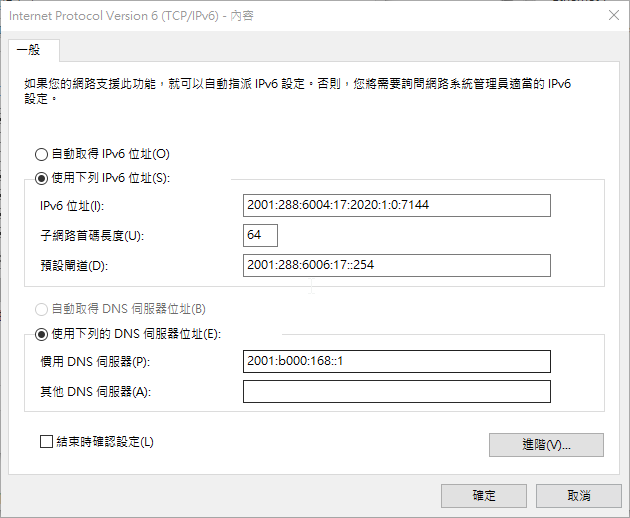 Internet Protocol Version 6 (TCP/IPv6) - 內容
一般
如果您的網路支援此功能，就可以自動指派 IPv6 設定。否則，您將需要詢問網路系統管理員適當的 IPv6
設定。
自動取得 IPv6 位址(O)
使用下列 IPv6 位址(S):
IPv6 位址(I): 2001:288:6004:17:2020:1:0:7144
子網路首碼長度(U): 64
預設閘道(D): 2001:288:6006:17::254
自動取得 DNS 伺服器位址(B)
使用下列的 DNS 伺服器位址(E):
慣用 DNS 伺服器(P): 2001:b000:168::1
其他 DNS 伺服器(A):
結束時確認設定(L)
進階(V)...
確定 取消